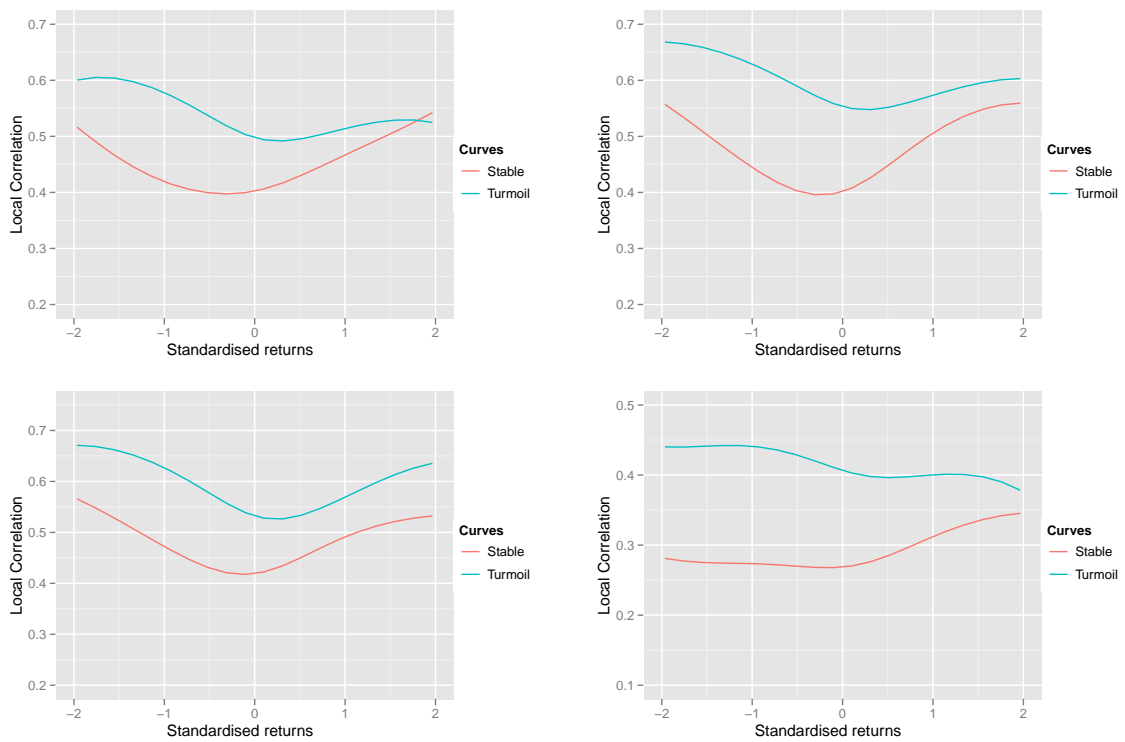 0.7
0.6
0.5
0.4
0.3
0.2
Local Correlation
−2 −1 0 1 2
Standardised returns
Curves
Stable
Turmoil
0.7
0.6
0.5
0.4
0.3
0.2
Local Correlation
−2 −1 0 1 2
Standardised returns
Curves
Stable
Turmoil
0.7
0.6
0.5
0.4
0.3
0.2
Local Correlation
−2 −1 0 1 2
Standardised returns
Curves
Stable
Turmoil
0.5
0.4
0.3
0.2
0.1
Local Correlation
−2 −1 0 1 2
Standardised returns
Curves
Stable
Turmoil